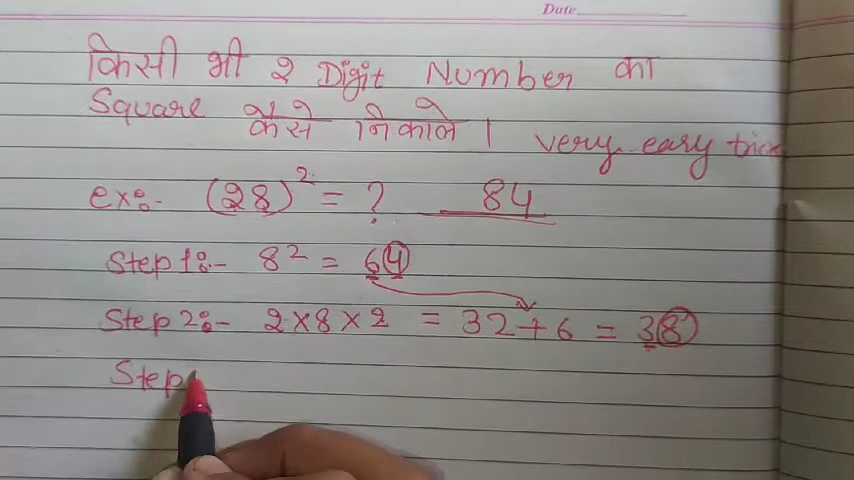 Date
किसी भी 2 Digit Number का
Square कैसे निकाले । very easy trick
ex:- (28)² = ? 84
Step 1:- 8² = 64
Step 2:- 2×8×2 = 32+6 = 38
Step